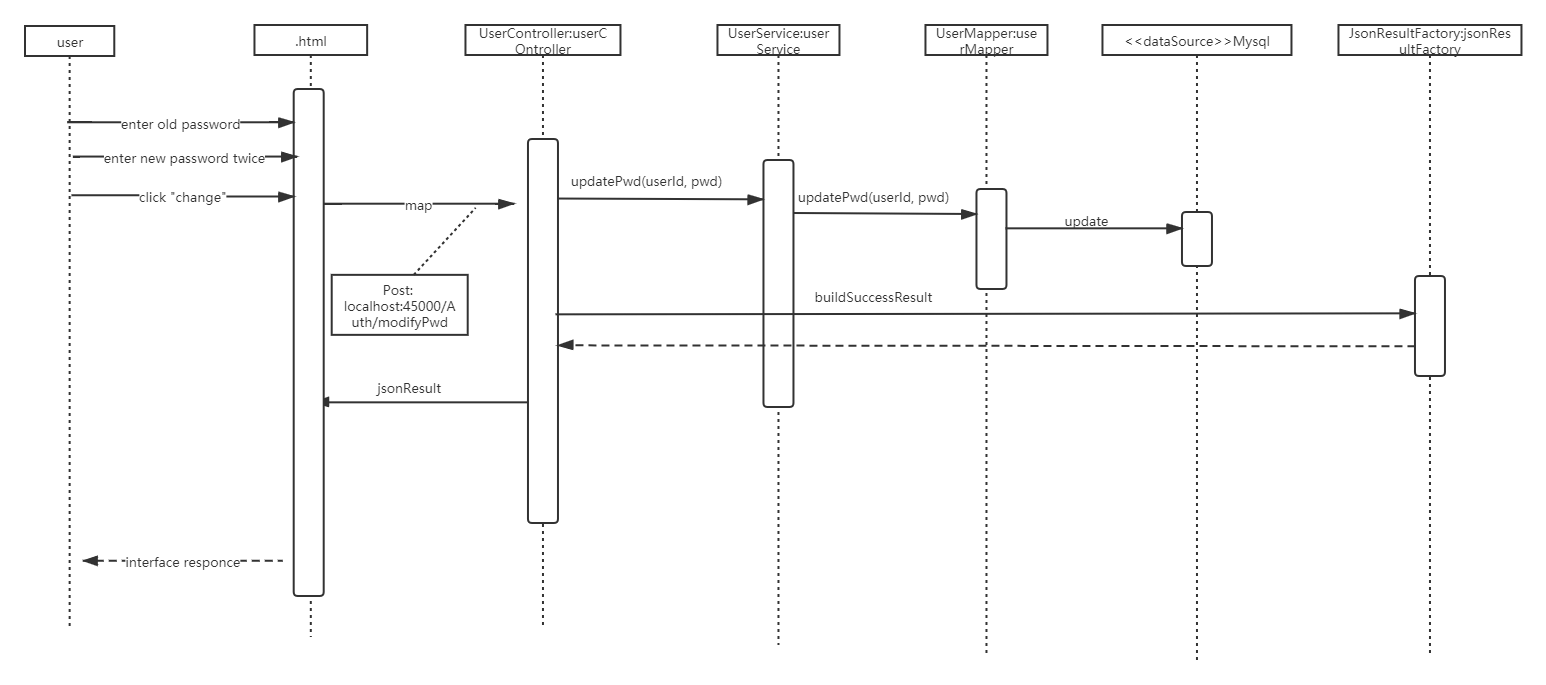 user
.html
UserController:userC
Ontroller
UserService:user
Service
UserMapper:use
rMapper
<<dataSource>>Mysql
JsonResultFactory:jsonRes
ultFactory
enter old password
enter new password twice
click "change"
map
updatePwd(userId, pwd)
updatePwd(userId, pwd)
update
Post:
localhost:45000/A
uth/modifyPwd
buildSuccessResult
jsonResult
interface responce